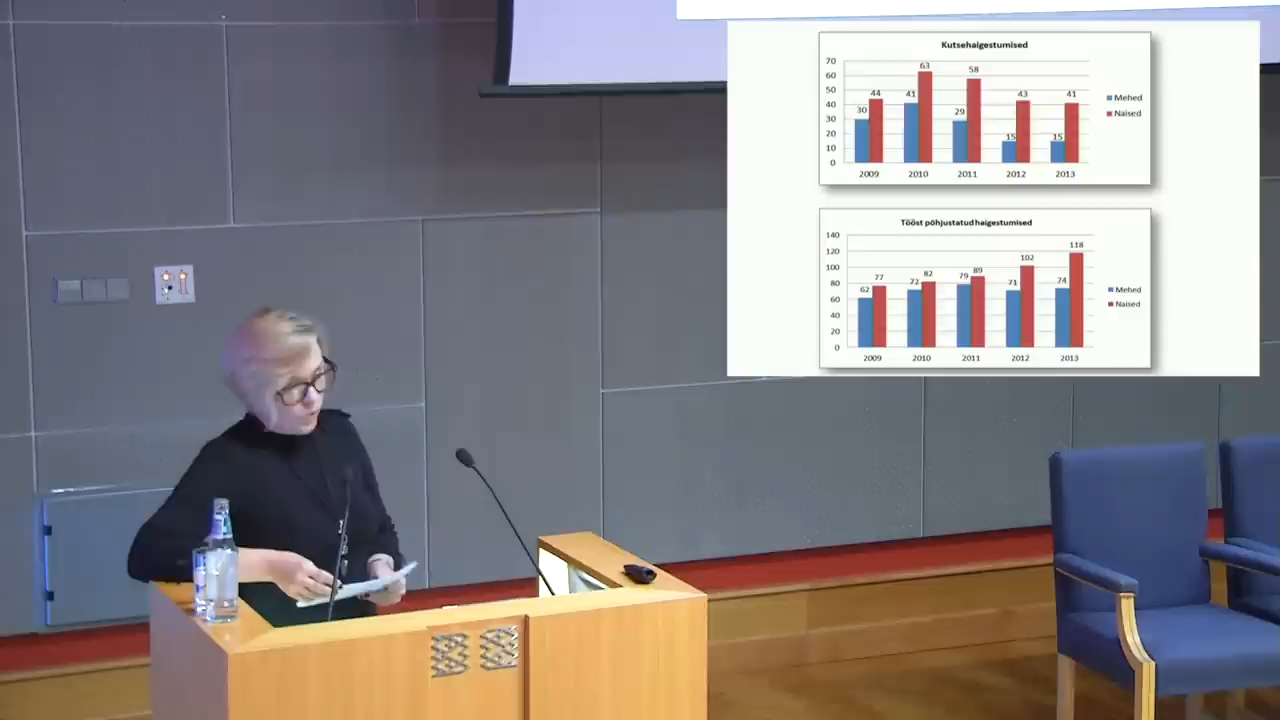 Kutsehaigestumised
70
60
50
40
30
20
10
0
30 44 41 63 29 58 15 43 15 41
2009 2010 2011 2012 2013
Mehed
Naised
Tööst põhjustatud haigestumised
140
120
100
80
60
40
20
0
62 77 72 82 79 89 71 102 74 118
2009 2010 2011 2012 2013
Mehed
Naised